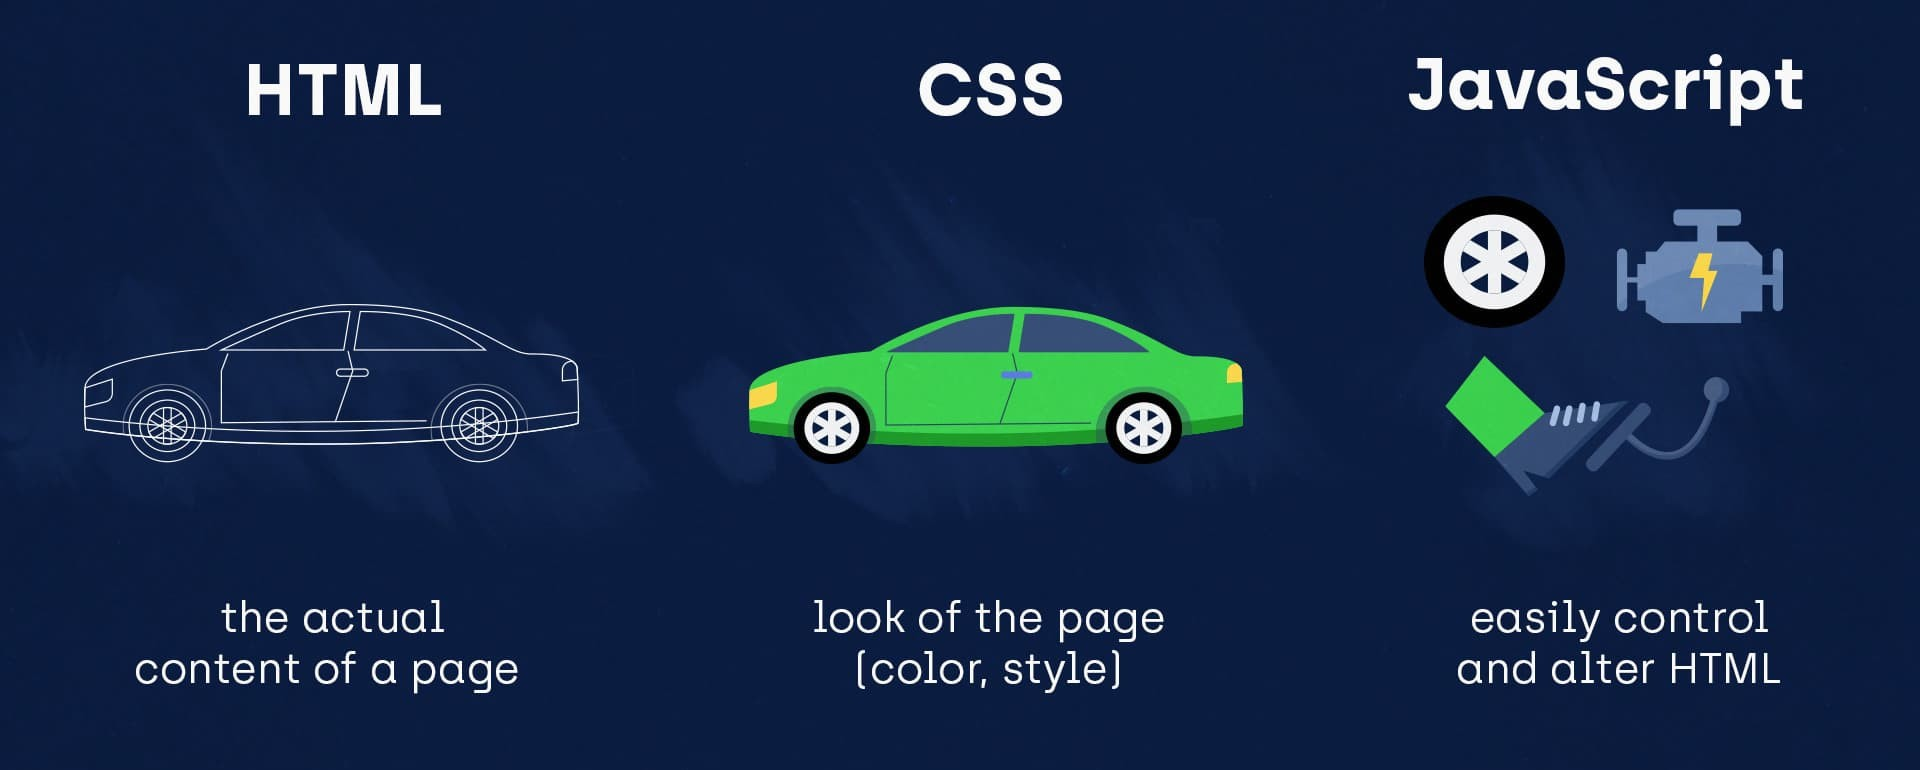 HTML
CSS
JavaScript
the actual
content of a page
look of the page
(color, style)
easily control
and alter HTML